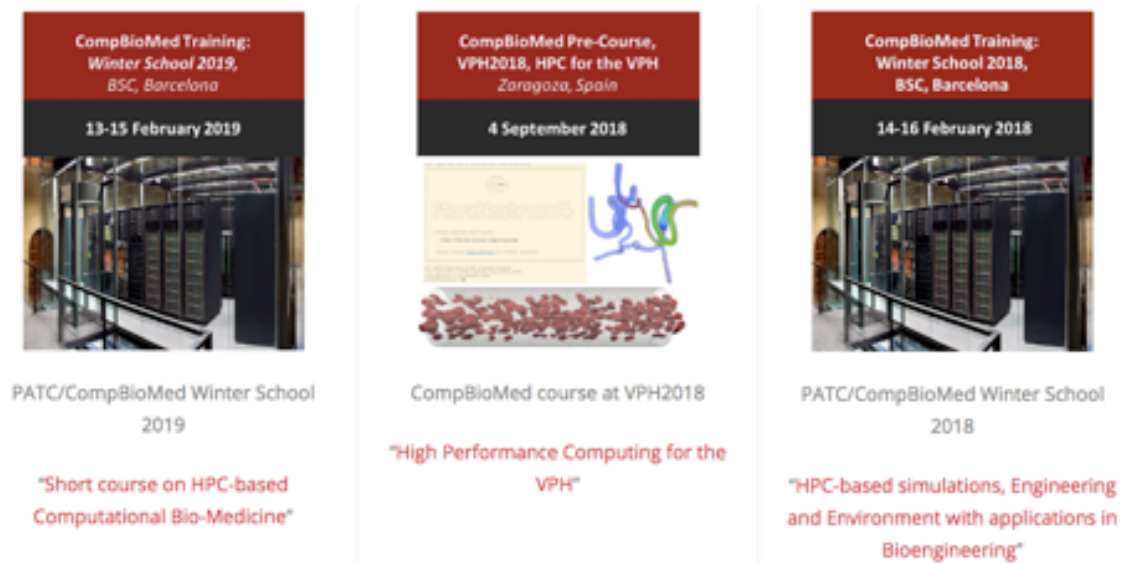 CompBioMed Training:
Winter School 2019,
BSC, Barcelona
13-15 February 2019
PATC/CompBioMed Winter School
2019
"Short course on HPC-based
Computational Bio-Medicine"
CompBioMed Pre-Course,
VPH2018, HPC for the VPH
Zaragoza, Spain
4 September 2018
CompBioMed course at VPH2018
"High Performance Computing for the
VPH"
CompBioMed Training:
Winter School 2018,
BSC, Barcelona
14-16 February 2018
PATC/CompBioMed Winter School
2018
"HPC-based simulations, Engineering
and Environment with applications in
Bioengineering"